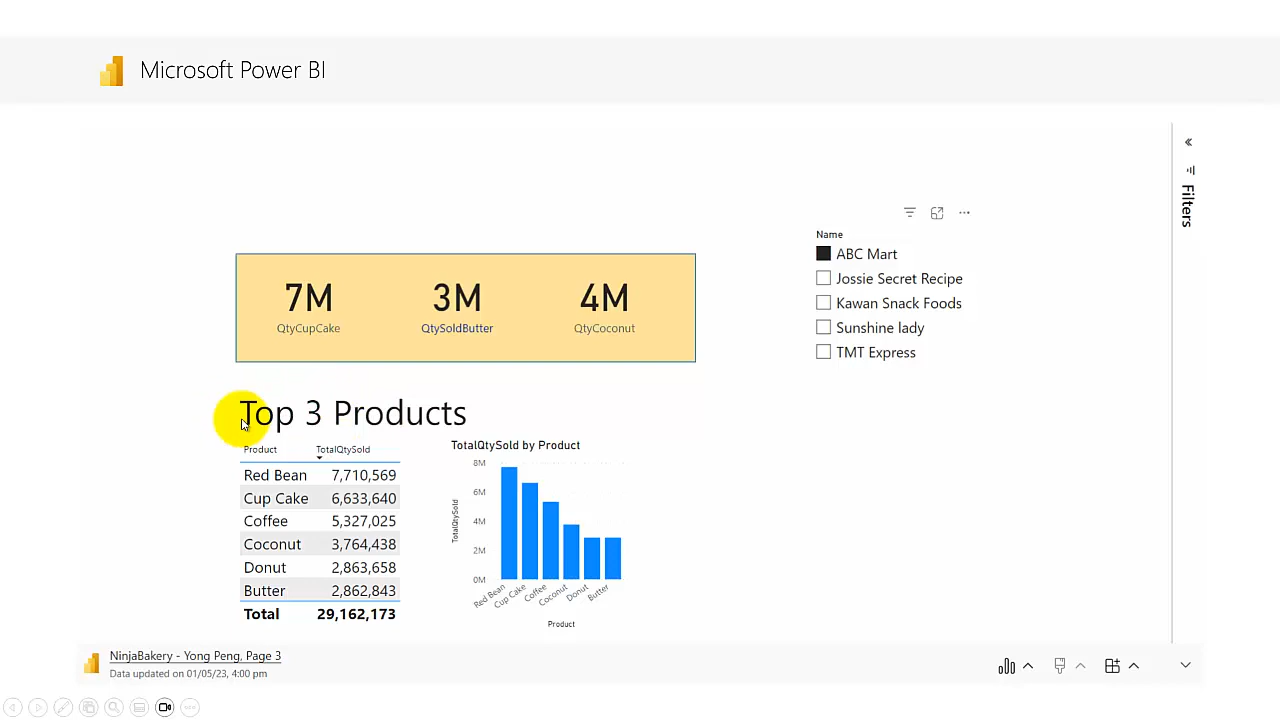 Microsoft Power BI
Filters
Name
ABC Mart
Jossie Secret Recipe
Kawan Snack Foods
Sunshine lady
TMT Express
7M 3M 4M
QtyCupCake QtySoldButter QtyCoconut
Top 3 Products
Product TotalQtySold
Red Bean 7,710,569
Cup Cake 6,633,640
Coffee 5,327,025
Coconut 3,764,438
Donut 2,863,658
Butter 2,862,843
Total 29,162,173
TotalQtySold by Product
TotalQtySold
8M
6M
4M
2M
0M
Red Bean Cup Cake Coffee Coconut Donut Butter
Product
NinjaBakery - Yong Peng, Page 3
Data updated on 01/05/23, 4:00 pm